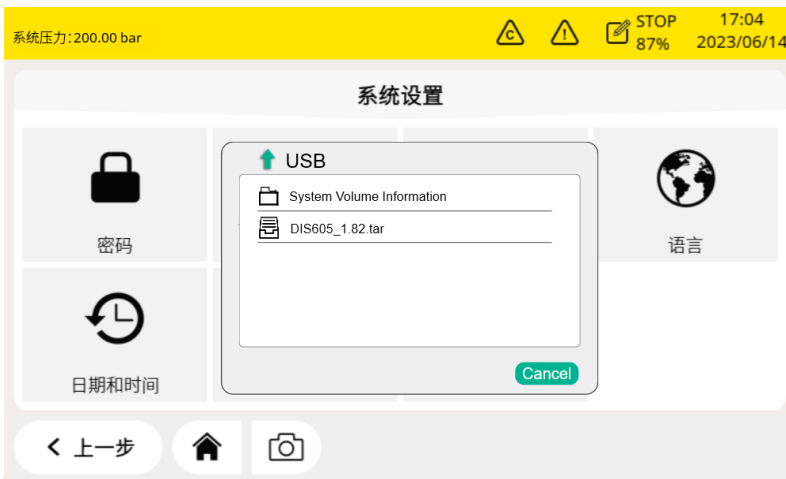 系统压力:200.00 bar
C
STOP
87%
17:04
2023/06/14
系统设置
USB
System Volume Information
DIS605_1.82.tar
Cancel
密码
语言
日期和时间
上一步